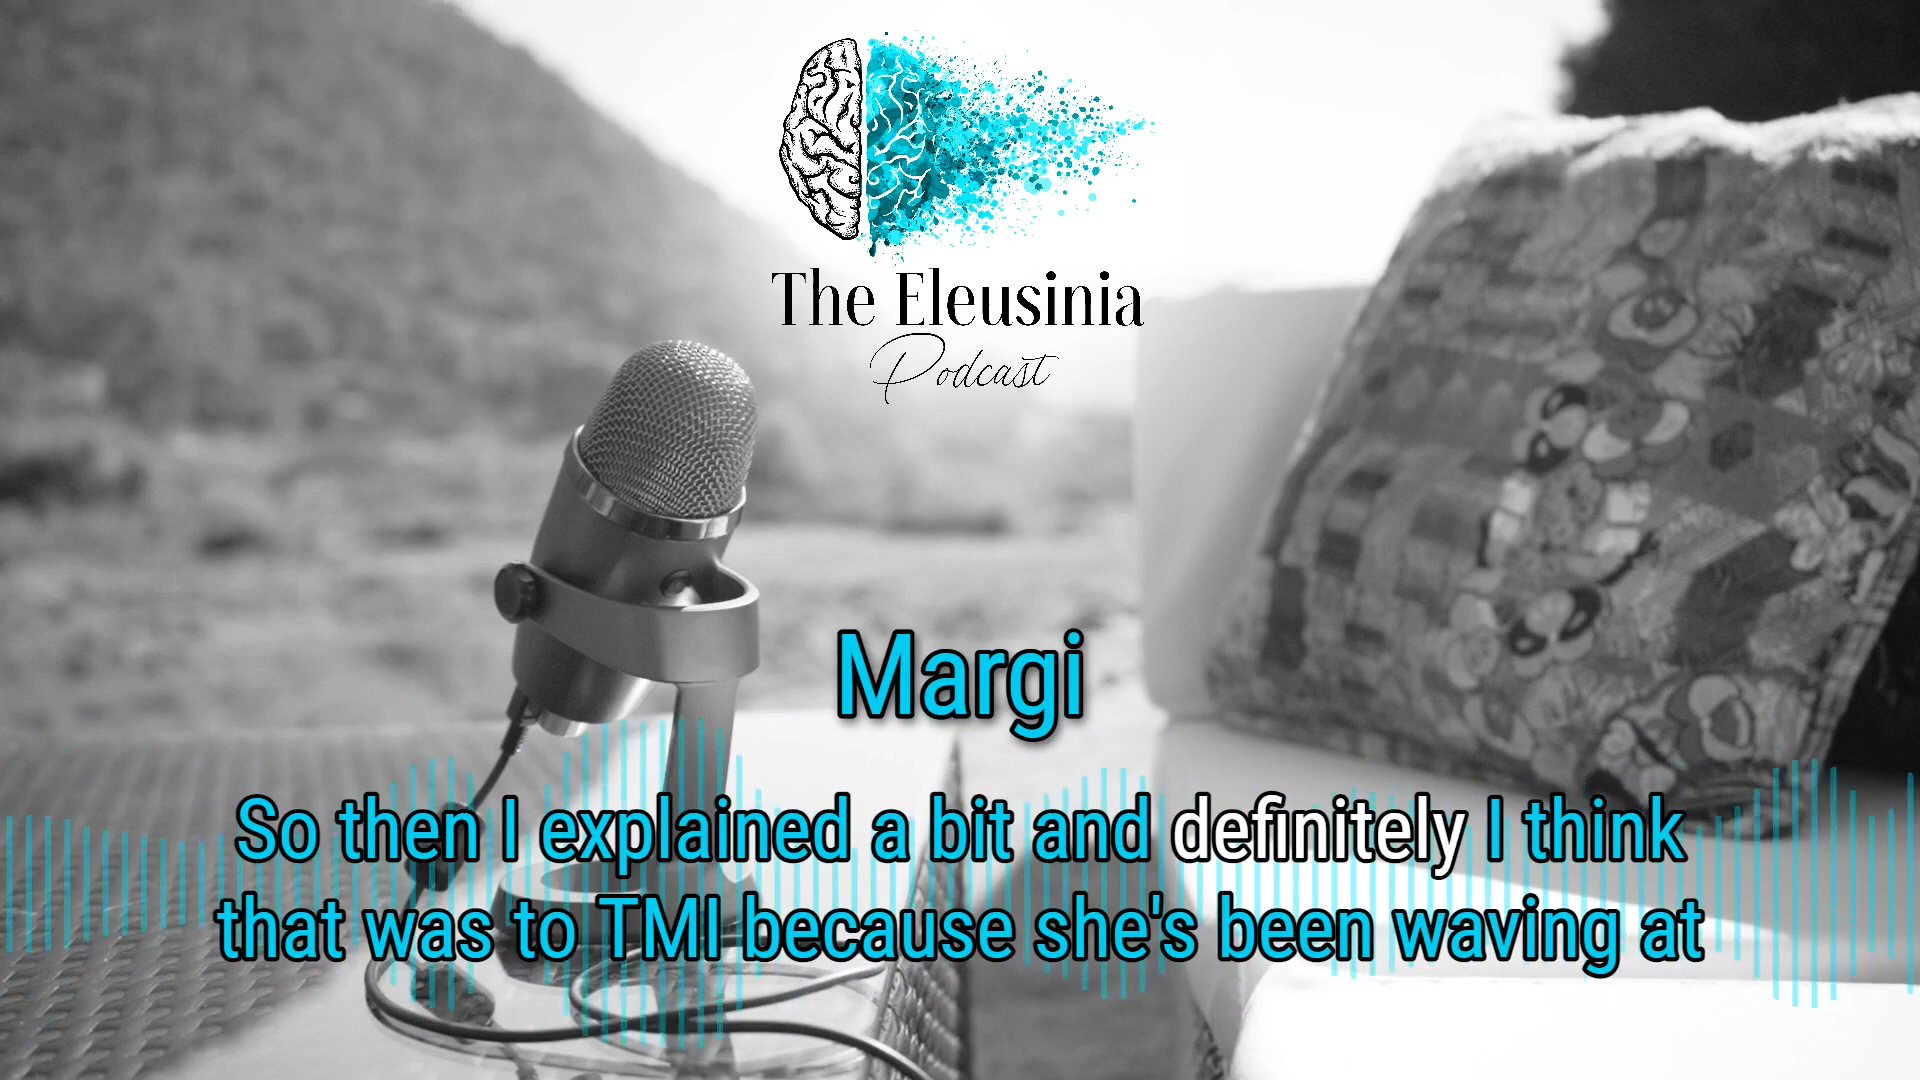 The Eleusinia
Podcast
Margi
So then I explained a bit and definitely I think
that was to TMI because she's been waving at